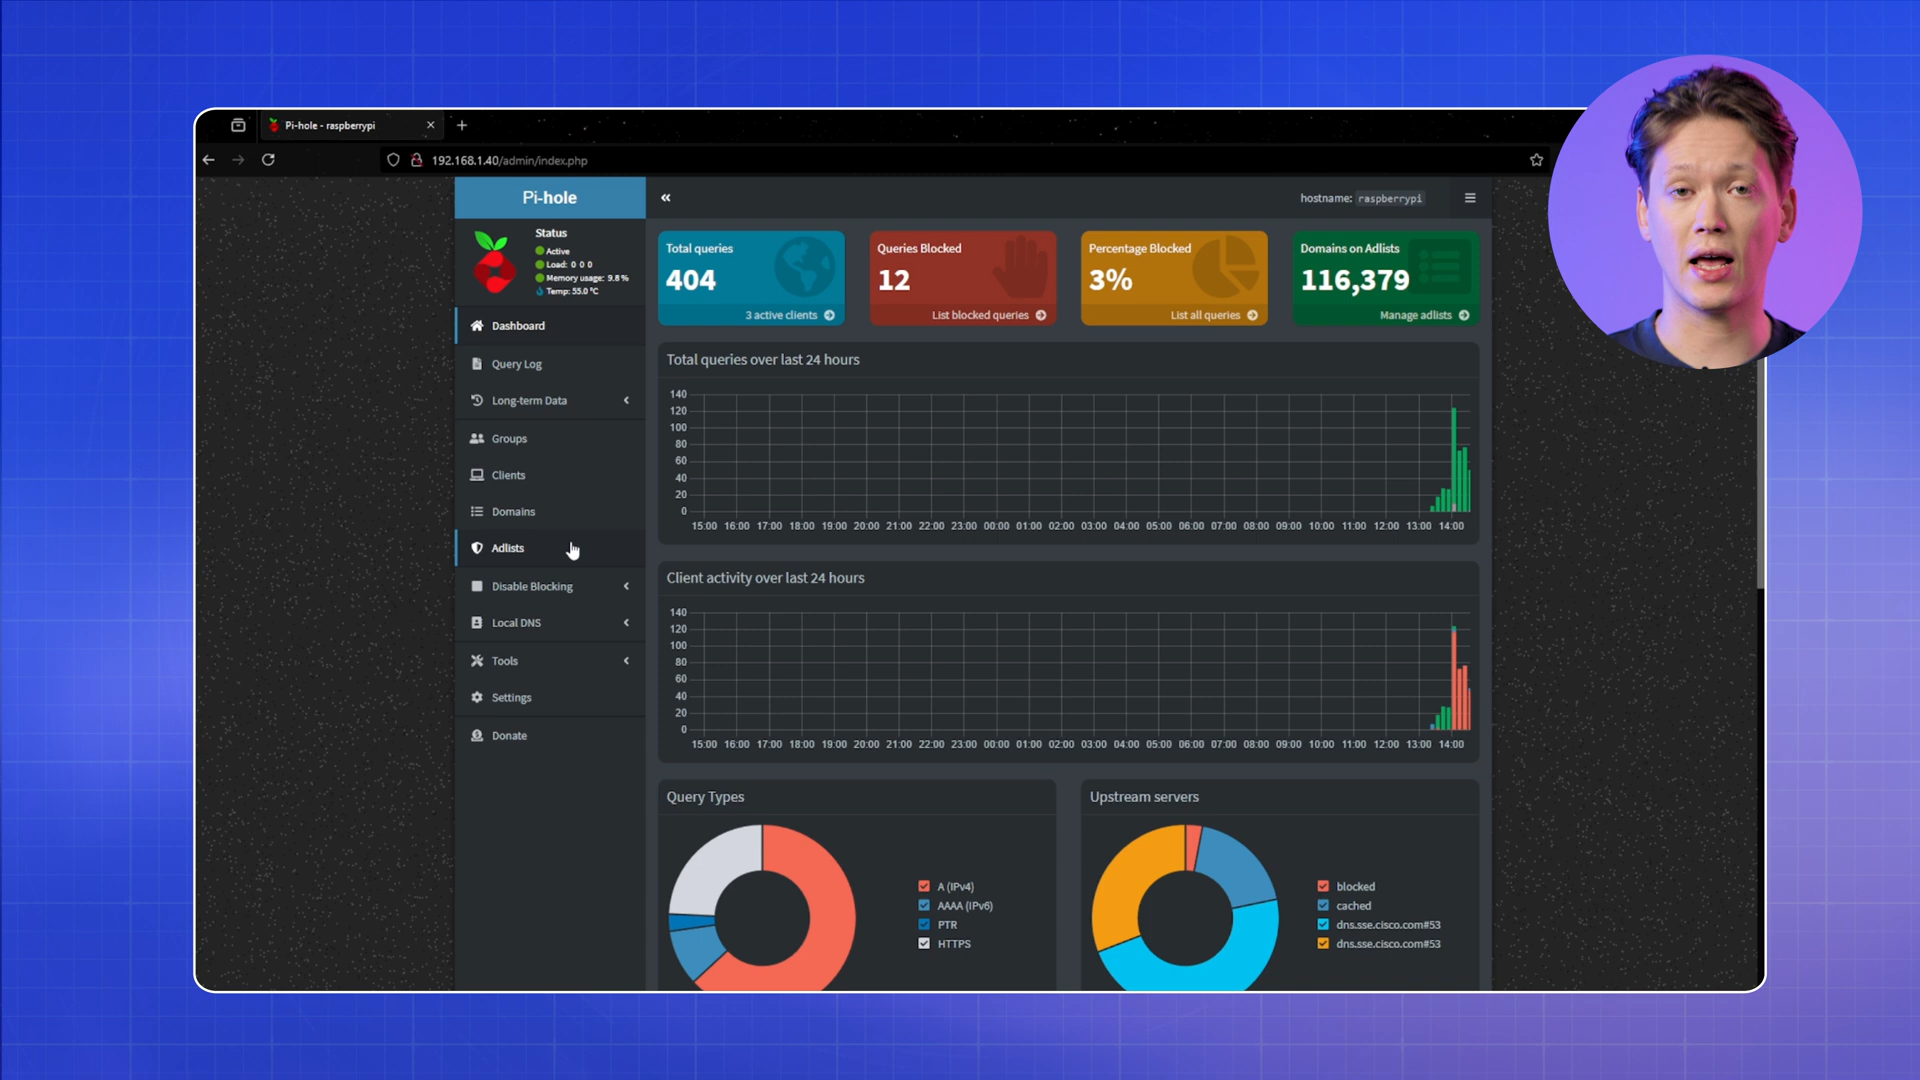 Pi-hole - raspberrypi
192.168.1.40/admin/index.php
Pi-hole
hostname: raspberrypi
Status
Active
Load: 0 0 0
Memory usage: 9.8 %
Temp: 55.0 °C
Dashboard
Query Log
Long-term Data
Groups
Clients
Domains
Adlists
Disable Blocking
Local DNS
Tools
Settings
Donate
Total queries
404
3 active clients
Queries Blocked
12
List blocked queries
Percentage Blocked
3%
List all queries
Domains on Adlists
116,379
Manage adlists
Total queries over last 24 hours
140
120
100
80
60
40
20
0
15:00 16:00 17:00 18:00 19:00 20:00 21:00 22:00 23:00 00:00 01:00 02:00 03:00 04:00 05:00 06:00 07:00 08:00 09:00 10:00 11:00 12:00 13:00 14:00
Client activity over last 24 hours
140
120
100
80
60
40
20
0
15:00 16:00 17:00 18:00 19:00 20:00 21:00 22:00 23:00 00:00 01:00 02:00 03:00 04:00 05:00 06:00 07:00 08:00 09:00 10:00 11:00 12:00 13:00 14:00
Query Types
A (IPv4)
AAAA (IPv6)
PTR
HTTPS
Upstream servers
blocked
cached
dns.sse.cisco.com#53
dns.sse.cisco.com#53